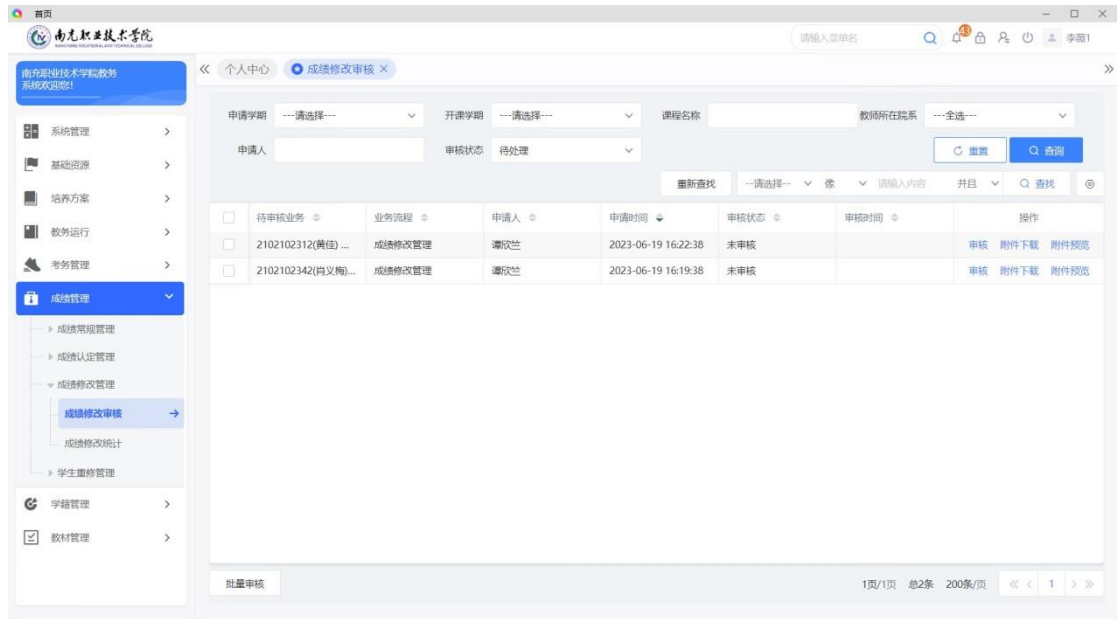 首页
南充职业技术学院
NANCHONG VOCATIONAL AND TECHNICAL COLLEGE
请输入菜单名
43
李薇1
南充职业技术学院教务
系统欢迎您!
个人中心 成绩修改审核
系统管理
基础资源
培养方案
教务运行
考务管理
成绩管理
成绩常规管理
成绩认定管理
成绩修改管理
成绩修改审核
成绩修改统计
学生重修管理
学籍管理
教材管理
申请学期 ---请选择--- 开课学期 ---请选择--- 课程名称 教师所在院系 ---全选---
申请人 审核状态 待处理 重置 查询
重新查找 --请选择-- 像 请输入内容 并且 查找
待审核业务 业务流程 申请人 申请时间 审核状态 审核时间 操作
2102102312(黄佳) ... 成绩修改管理 谭欣竺 2023-06-19 16:22:38 未审核 审核 附件下载 附件预览
2102102342(肖义梅)... 成绩修改管理 谭欣竺 2023-06-19 16:19:38 未审核 审核 附件下载 附件预览
批量审核 1页/1页 总2条 200条/页 1